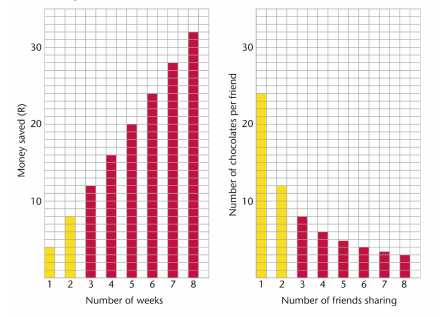 30
20
10
Money saved (R)
1 2 3 4 5 6 7 8
Number of weeks
30
20
10
Number of chocolates per friend
1 2 3 4 5 6 7 8
Number of friends sharing